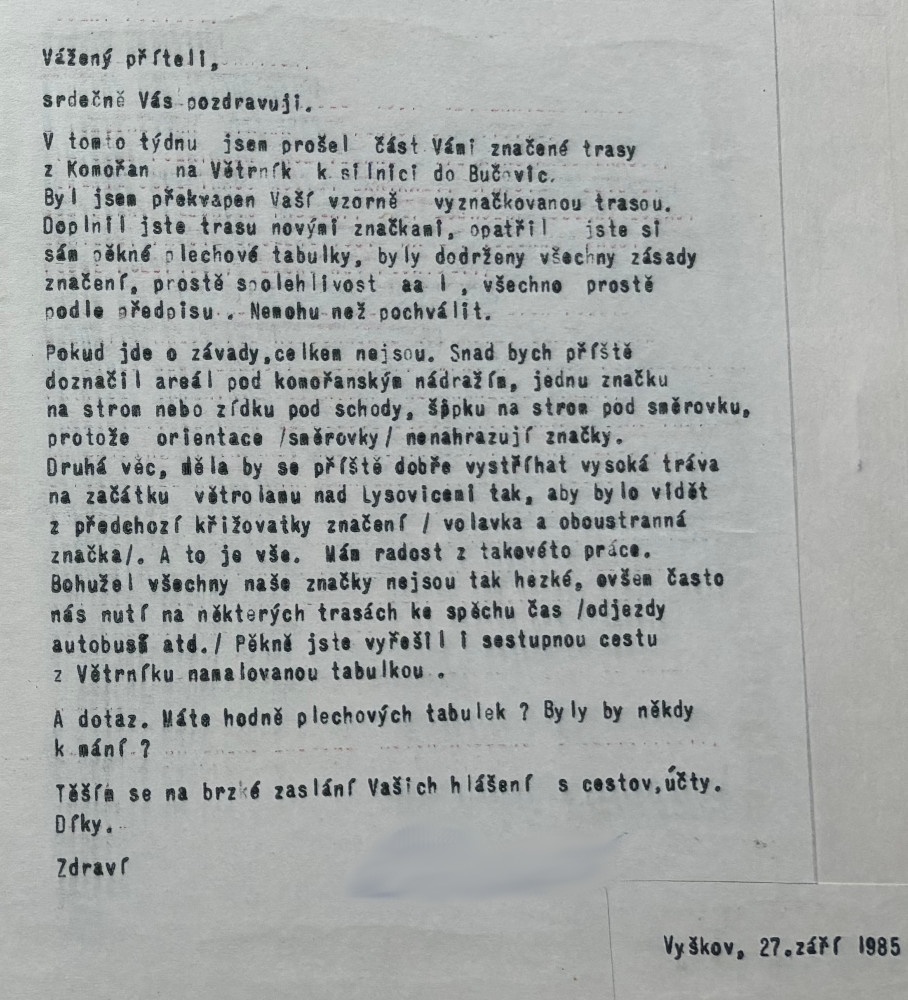 Vážený příteli,
srdečně Vás pozdravuji.
V tomto týdnu jsem prošel část Vámi značené trasy
z Komořan na Větrník k silnici do Bučovic.
Byl jsem překvapen Vaší vzorně vyznačkovanou trasou.
Doplnil jste trasu novými značkami, opatřil jste si
sám pěkné plechové tabulky, byly dodrženy všechny zásady
značení, prostě spolehlivost aa l , všechno prostě
podle předpisu . Nemohu než pochválit.
Pokud jde o závady,celkem nejsou. Snad bych příště
doznačil areál pod komořanským nádražím, jednu značku
na strom nebo zídku pod schody, šipku na strom pod směrovku,
protože orientace /směrovky/ nenahrazují značky.
Druhá věc, měla by se příště dobře vystříhat vysoká tráva
na začátku větrolamu nad Lysovicemi tak, aby bylo vidět
z předchozí křižovatky značení / volavka a oboustranná
značka/. A to je vše. Mám radost z takovéto práce.
Bohužel všechny naše značky nejsou tak hezké, ovšem často
nás nutí na některých trasách ke spěchu čas /odjezdy
autobusů atd./ Pěkně jste vyřešil i sestupnou cestu
z Větrníku namalovanou tabulkou .
A dotaz. Máte hodně plechových tabulek ? Byly by někdy
k mání ?
Těším se na brzké zaslání Vašich hlášení s cestov,účty.
Díky.
Zdraví
Vyškov, 27.září 1985